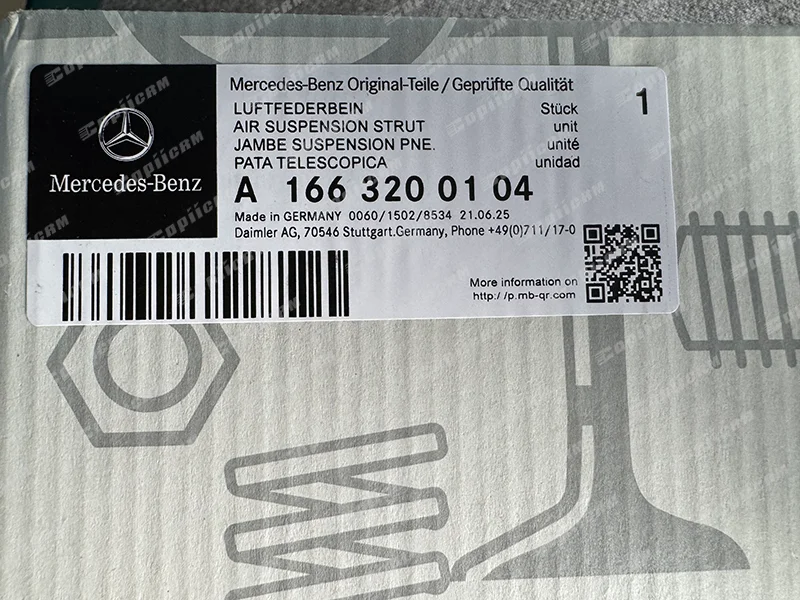 Mercedes-Benz
Mercedes-Benz Original-Teile/Geprüfte Qualität
LUFTFEDERBEIN Stück 1
AIR SUSPENSION STRUT unit
JAMBE SUSPENSION PNE. unité
PATA TELESCOPICA unidad
A 166 320 01 04
Made in GERMANY 0060/1502/8534 21.06.25
Daimler AG, 70546 Stuttgart.Germany, Phone +49(0)711/17-0
More information on
http:/ /p.mb-qr.com
CopiiCRM